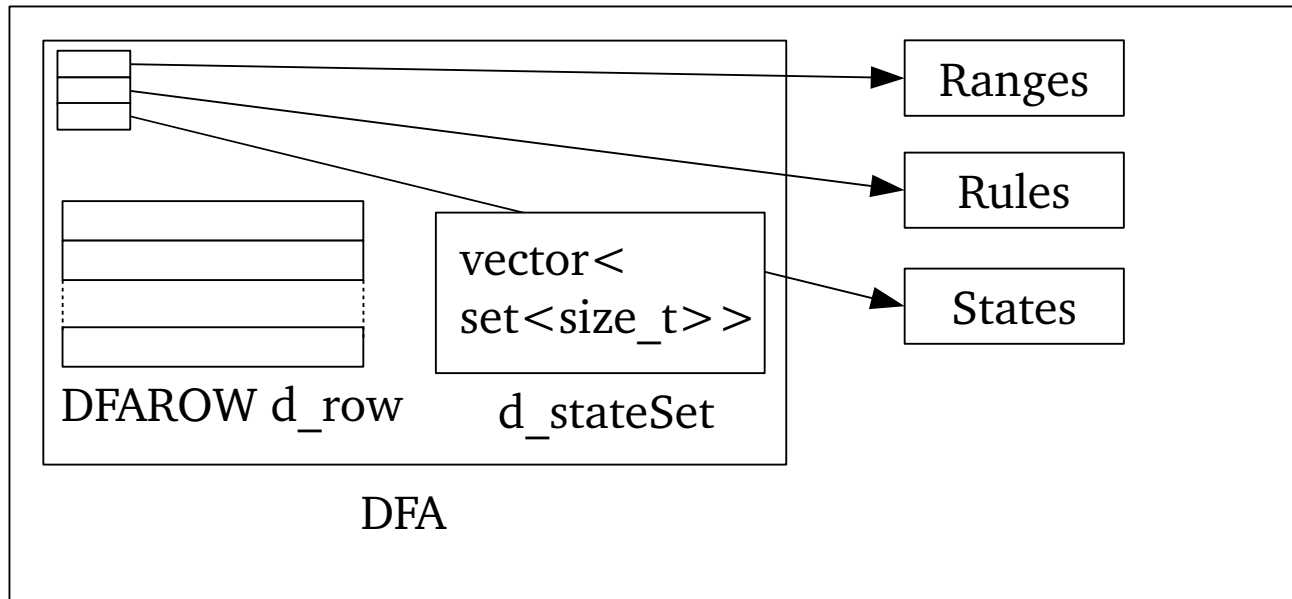 Ranges
Rules
vector<
set<size_t>>
States
DFAROW d_row
d_stateSet
DFA